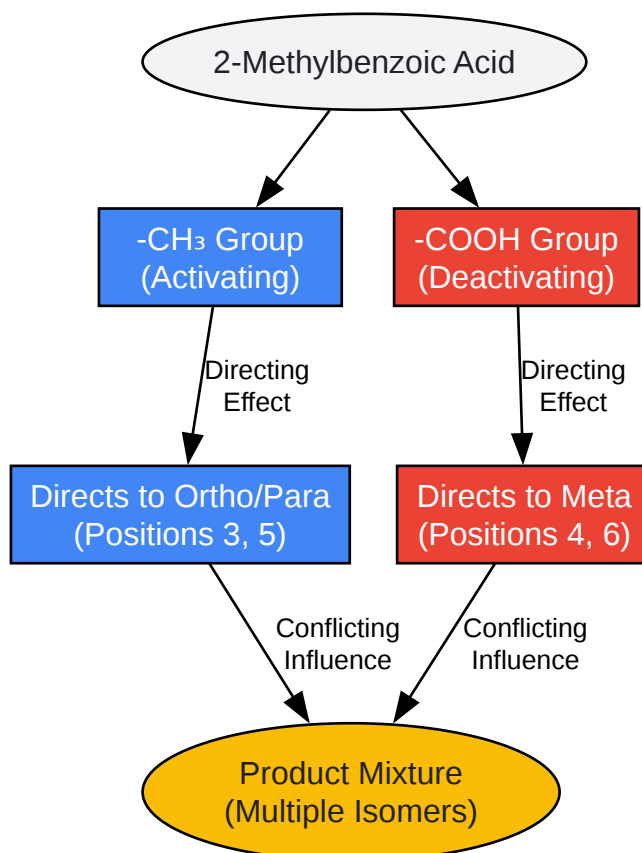 2-Methylbenzoic Acid
-CH₃ Group
(Activating)
-COOH Group
(Deactivating)
Directing
Effect
Directing
Effect
Directs to Ortho/Para
(Positions 3, 5)
Directs to Meta
(Positions 4, 6)
Conflicting
Influence
Conflicting
Influence
Product Mixture
(Multiple Isomers)